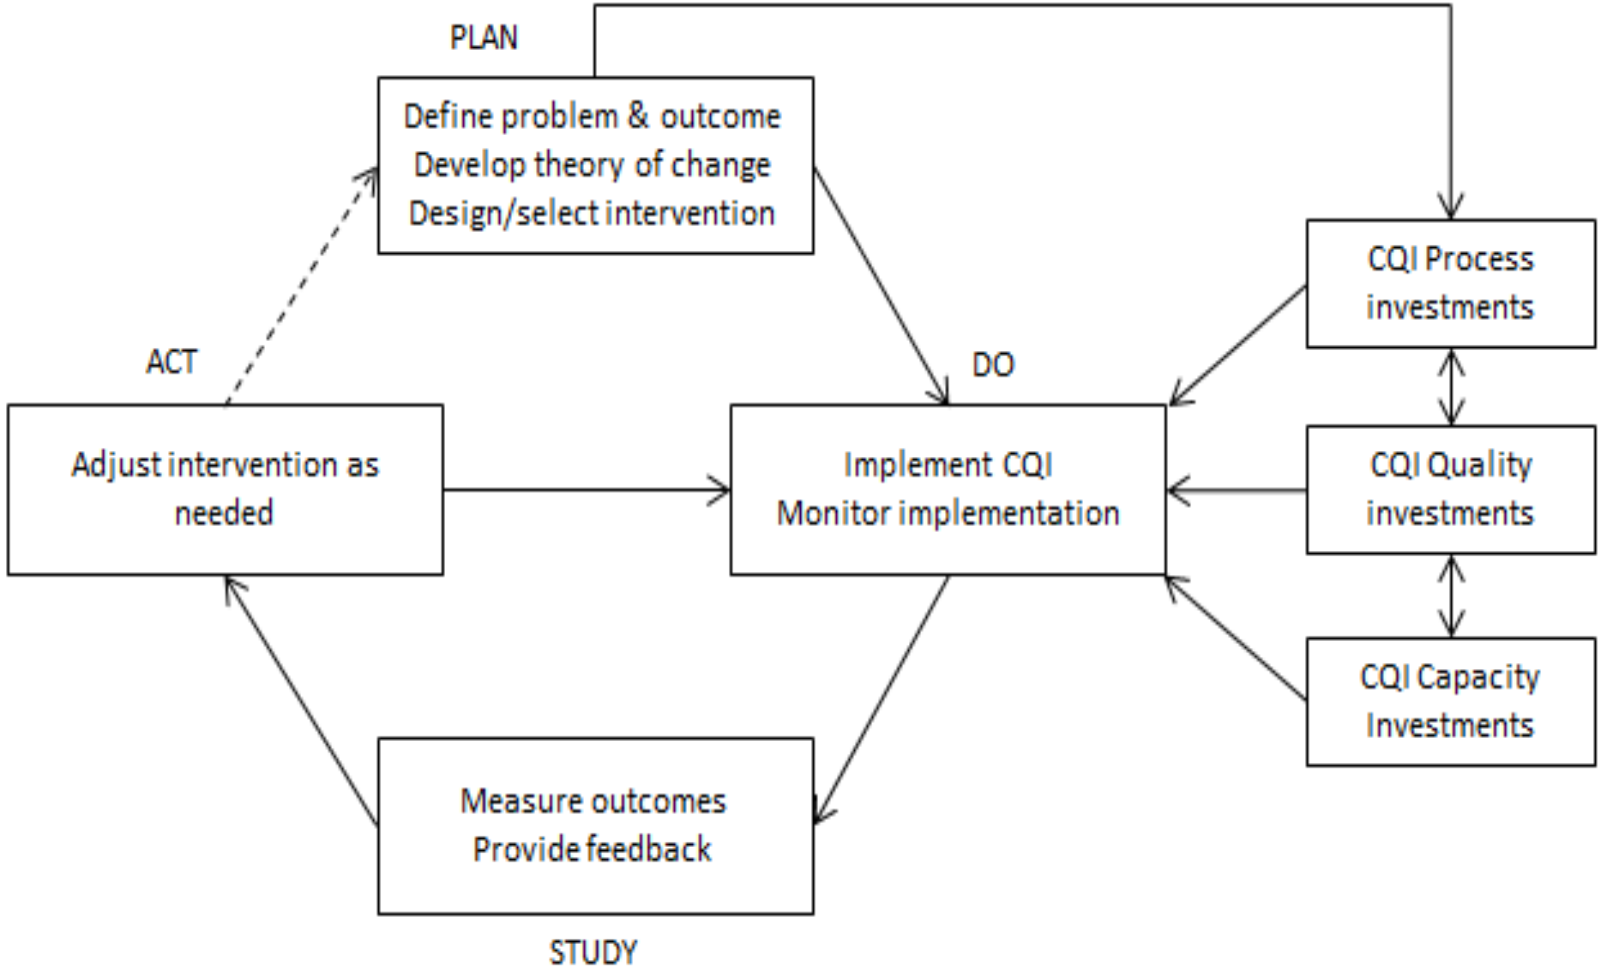 PLAN
Define problem & outcome
Develop theory of change
Design/select intervention
CQI Process
investments
ACT
DO
Adjust intervention as
needed
Implement CQI
Monitor implementation
CQI Quality
investments
CQI Capacity
Investments
Measure outcomes
Provide feedback
STUDY